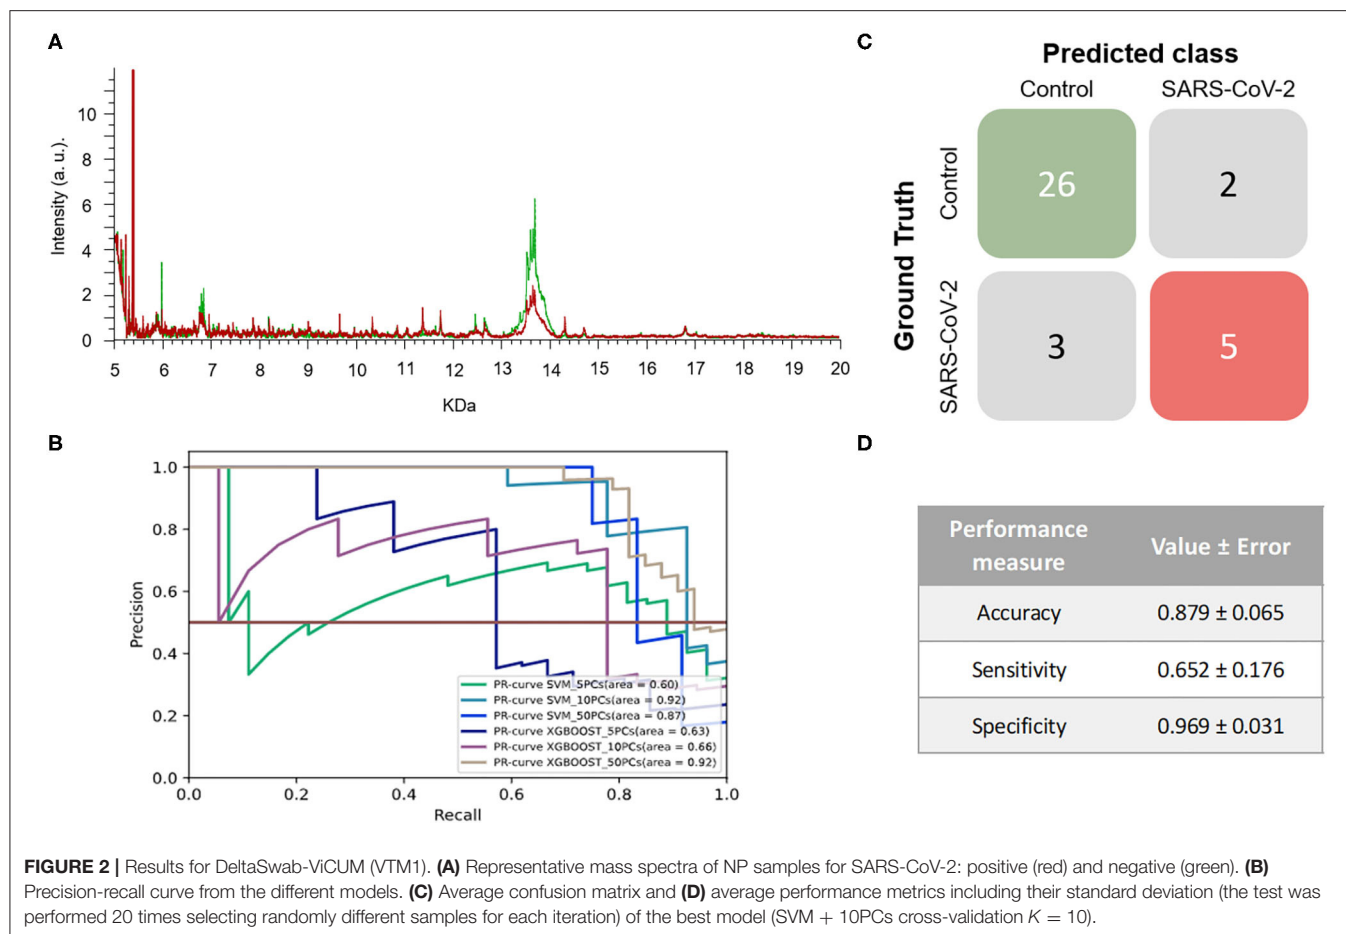 A
Intensity (a. u.).
10
8
6
4
2
0
5 6 7 8 9 10 11 12 13 14 15 16 17 18 19 20
KDa
C
Predicted class
Control SARS-CoV-2
Ground Truth
Control
26 2
SARS-CoV-2
3 5
B
Precision
1.0
0.8
0.6
0.4
0.2
0.0
PR-curve SVM_5PCs(area = 0.60)
PR-curve SVM_10PCs(area = 0.92)
PR-curve SVM_50PCs(area = 0.87)
PR-curve XGBOOST_5PCs(area = 0.63)
PR-curve XGBOOST_10PCs(area = 0.66)
PR-curve XGBOOST_50PCs(area = 0.92)
0.0 0.2 0.4 0.6 0.8 1.0
Recall
D
Performance
measure
Value ± Error
Accuracy 0.879 ± 0.065
Sensitivity 0.652 ± 0.176
Specificity 0.969 ± 0.031
FIGURE 2 | Results for DeltaSwab-ViCUM (VTM1). (A) Representative mass spectra of NP samples for SARS-CoV-2: positive (red) and negative (green). (B)
Precision-recall curve from the different models. (C) Average confusion matrix and (D) average performance metrics including their standard deviation (the test was
performed 20 times selecting randomly different samples for each iteration) of the best model (SVM + 10PCs cross-validation K = 10).